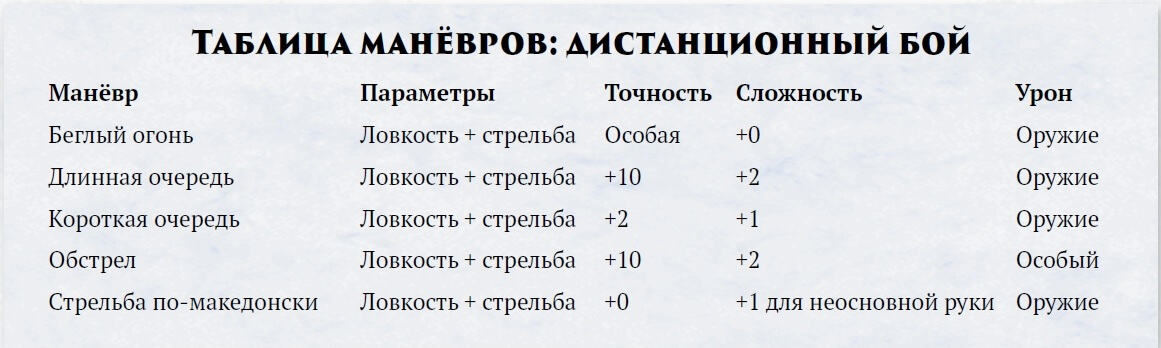 Таблица манёвров: дистанционный бой
Манёвр Параметры Точность Сложность Урон
Беглый огонь Ловкость + стрельба Особая +0 Оружие
Длинная очередь Ловкость + стрельба +10 +2 Оружие
Короткая очередь Ловкость + стрельба +2 +1 Оружие
Обстрел Ловкость + стрельба +10 +2 Особый
Стрельба по-македонски Ловкость + стрельба +0 +1 для неосновной руки Оружие